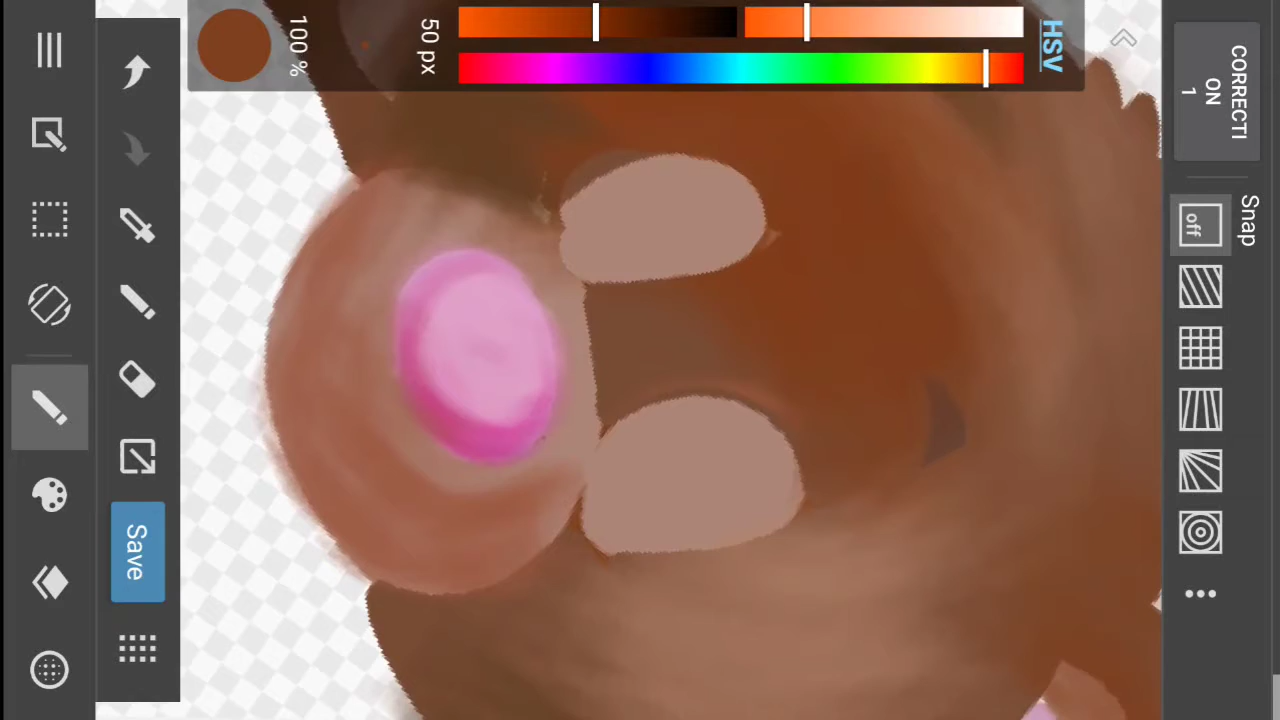 CORRECTI
ON
1
Snap
off
HSV
50 px
100 %
Save